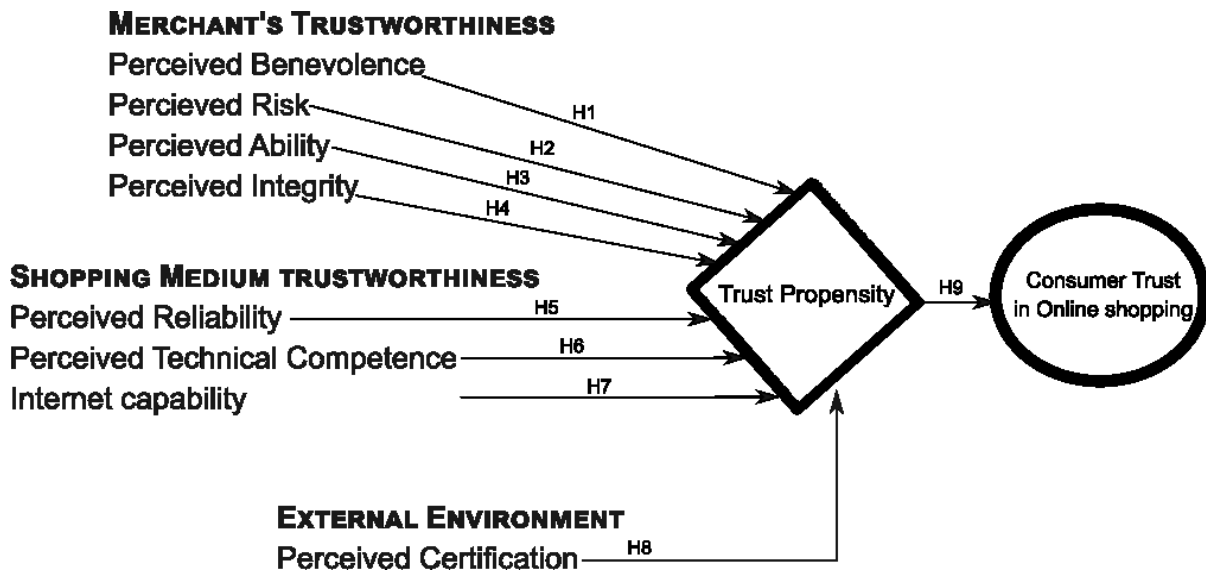 MERCHANT'S TRUSTWORTHINESS
Perceived Benevolence
H1
Percieved Risk
H2
Percieved Ability
H3
Perceived Integrity
H4
SHOPPING MEDIUM TRUSTWORTHINESS
Perceived Reliability
H5
Perceived Technical Competence
H6
Internet capability
H7
Trust Propensity
H9
Consumer Trust
in Online shopping
EXTERNAL ENVIRONMENT
Perceived Certification
H8